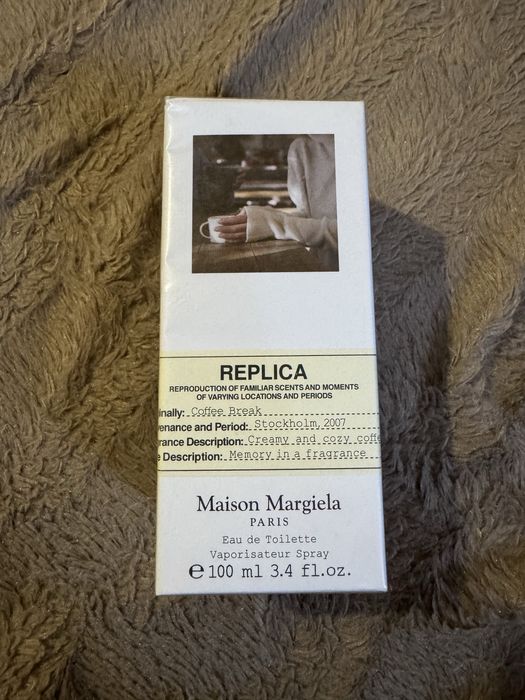 REPLICA
REPRODUCTION OF FAMILIAR SCENTS AND MOMENTS
OF VARYING LOCATIONS AND PERIODS
inally: Coffee Break
venance and Period: Stockholm, 2007
rance Description: Creamy and cozy coffe
e Description: Memory in a fragrance
Maison Margiela
PARIS
Eau de Toilette
Vaporisateur Spray
e 100 ml 3.4 fl.oz.